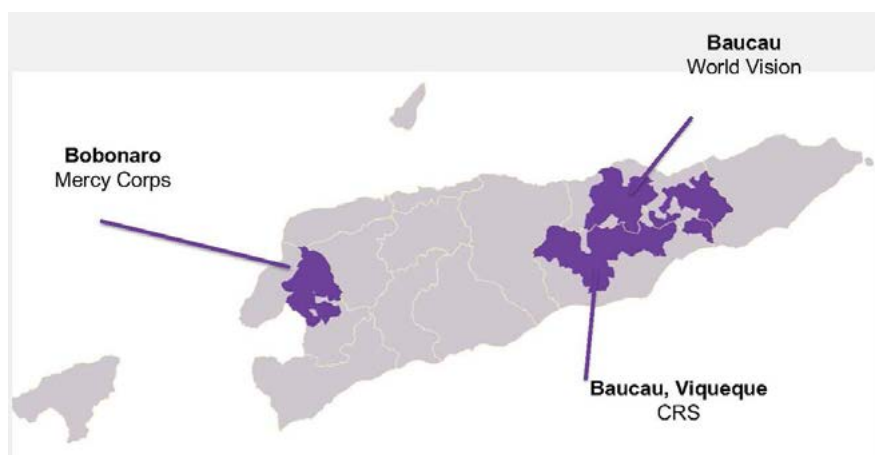 Baucau
World Vision
Bobonaro
Mercy Corps
Baucau, Viqueque
CRS